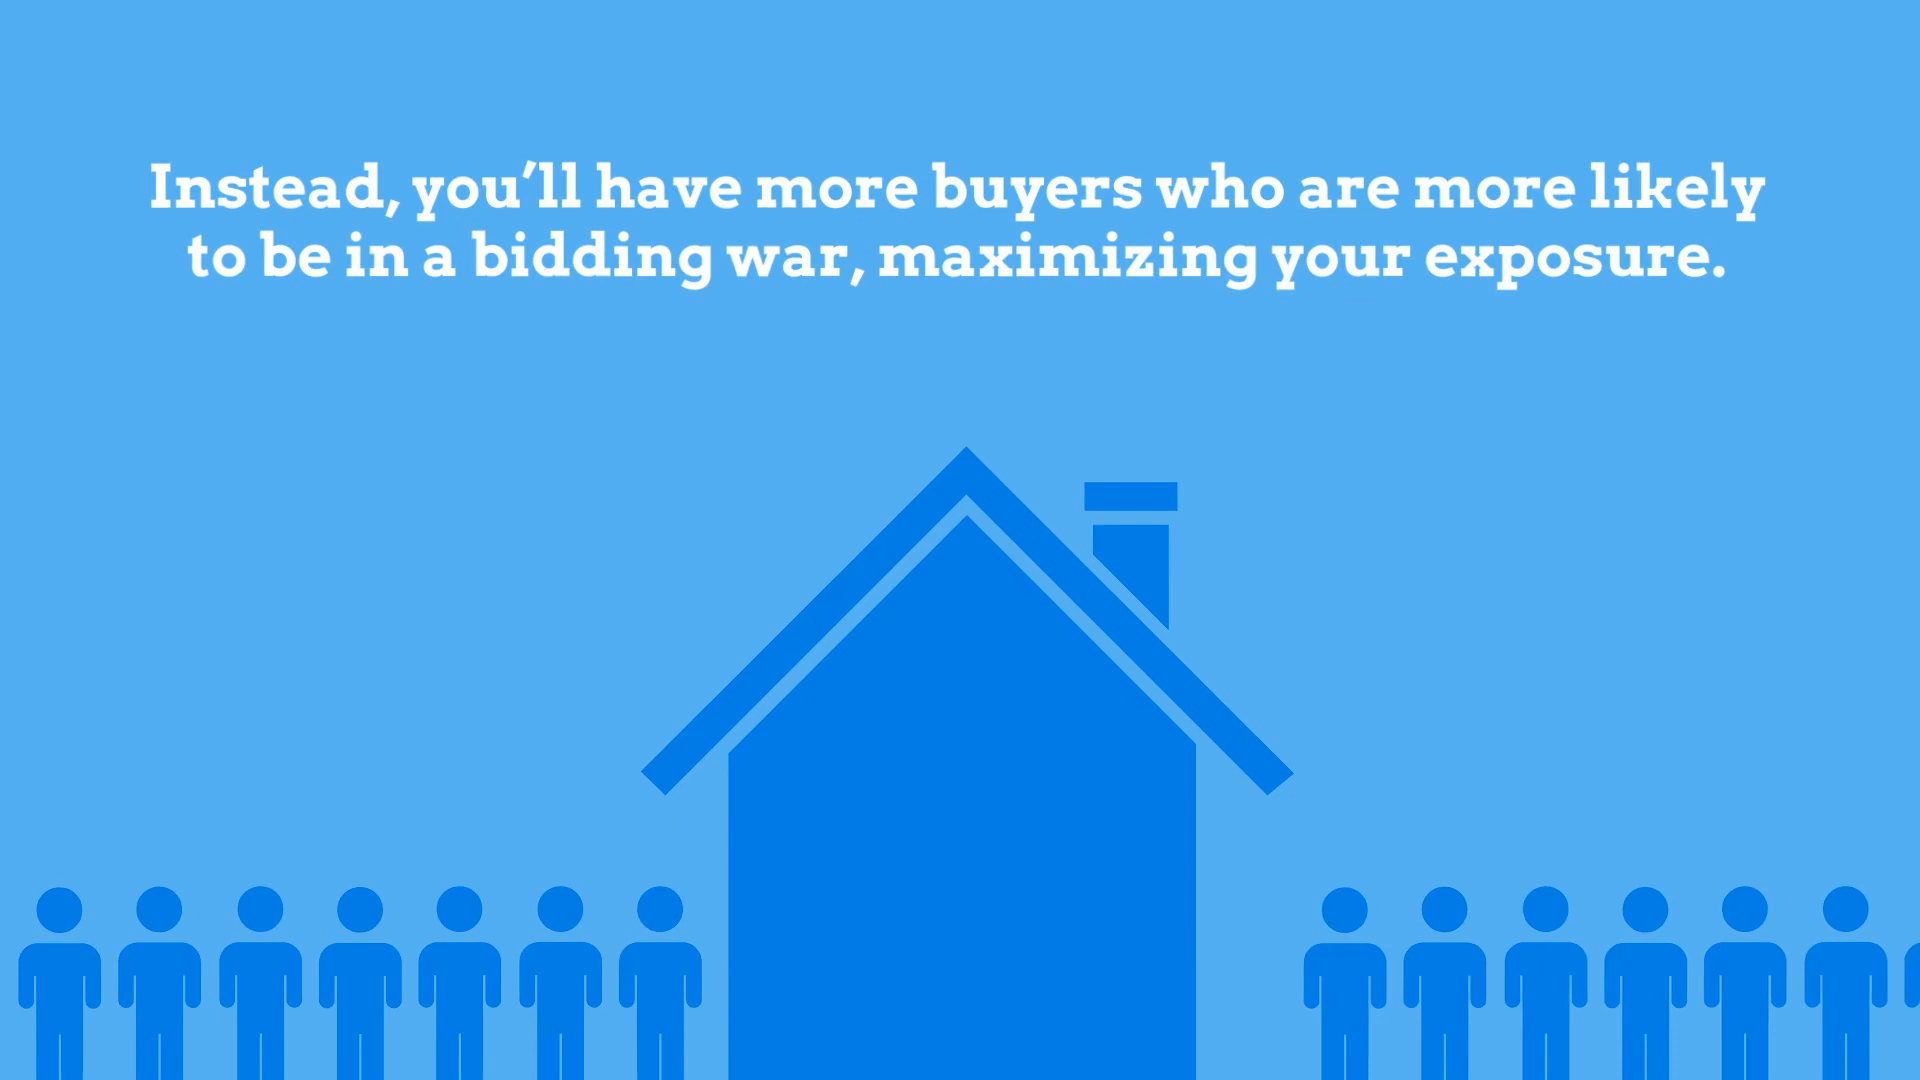 Instead, you’ll have more buyers who are more likely
to be in a bidding war, maximizing your exposure.